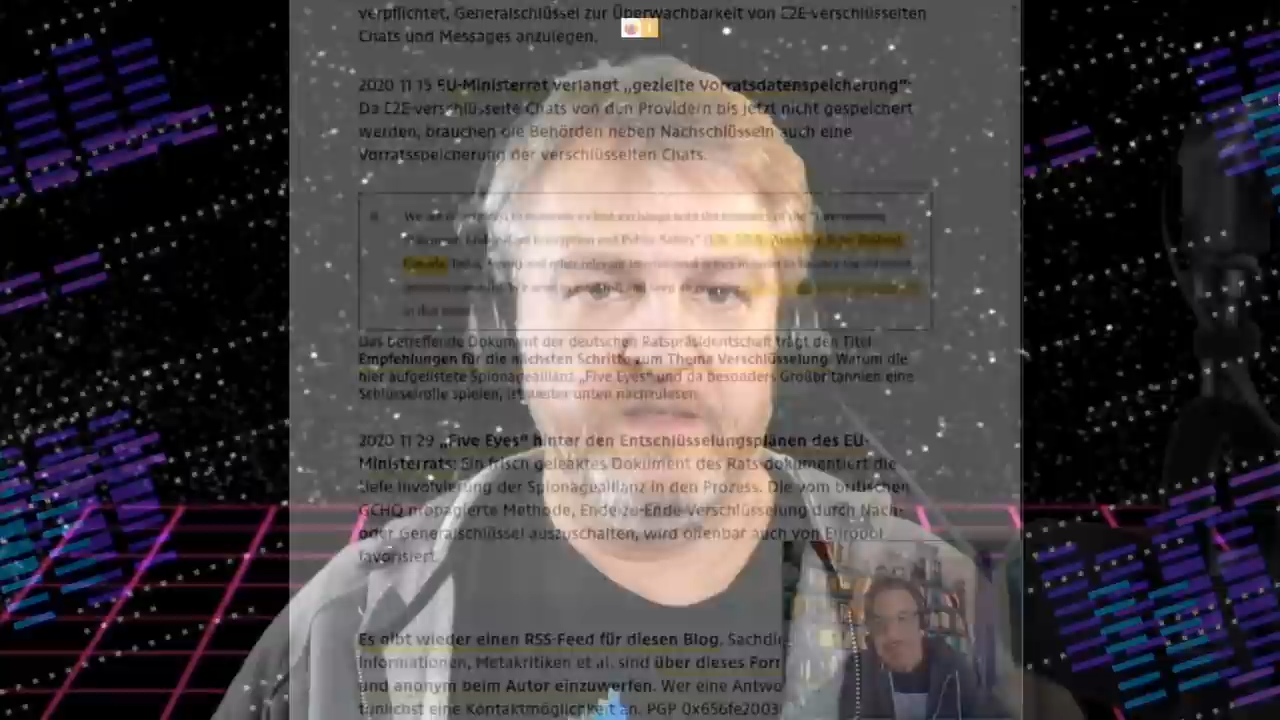 verpflichtet, Generalschlüssel zur Überwachbarkeit von E2E-verschlüsselten
Chats und Messages anzulegen.
2020 11 15 EU-Ministerrat verlangt „gezielte Vorratsdatenspeicherung":
Da E2E-verschlüsselte Chats von den Providern bis jetzt nicht gespeichert
werden, brauchen die Behörden neben Nachschlüsseln auch eine
Vorratsspeicherung der verschlüsselten Chats.
Das betreffende Dokument der deutschen Ratspräsidentschaft trägt den Titel
Empfehlungen für die nächsten Schritte zum Thema Verschlüsselung. Warum die
hier aufgelistete Spionageallianz „Five Eyes" und da besonders Großbritannien eine
Schlüsselrolle spielen, ist weiter unten nachzulesen.
2020 11 29 „Five Eyes" hinter den Entschlüsselungsplänen des EU-
Ministerrats: Ein frisch geleaktes Dokument des Rats dokumentiert die
tiefe Involvierung der Spionageallianz in den Prozess. Die vom britischen
GCHQ propagierte Methode, Ende-zu-Ende-Verschlüsselung durch Nach-
oder Generalschlüssel auszuschalten, wird offenbar auch von Europol
favorisiert.
Es gibt wieder einen RSS-Feed für diesen Blog. Sachdi
Informationen, Metakritiken et al. sind über dieses Forr
und anonym beim Autor einzuwerfen. Wer eine Antwo
tunlichst eine Kontaktmöglichkeit an. PGP 0x656fe2003